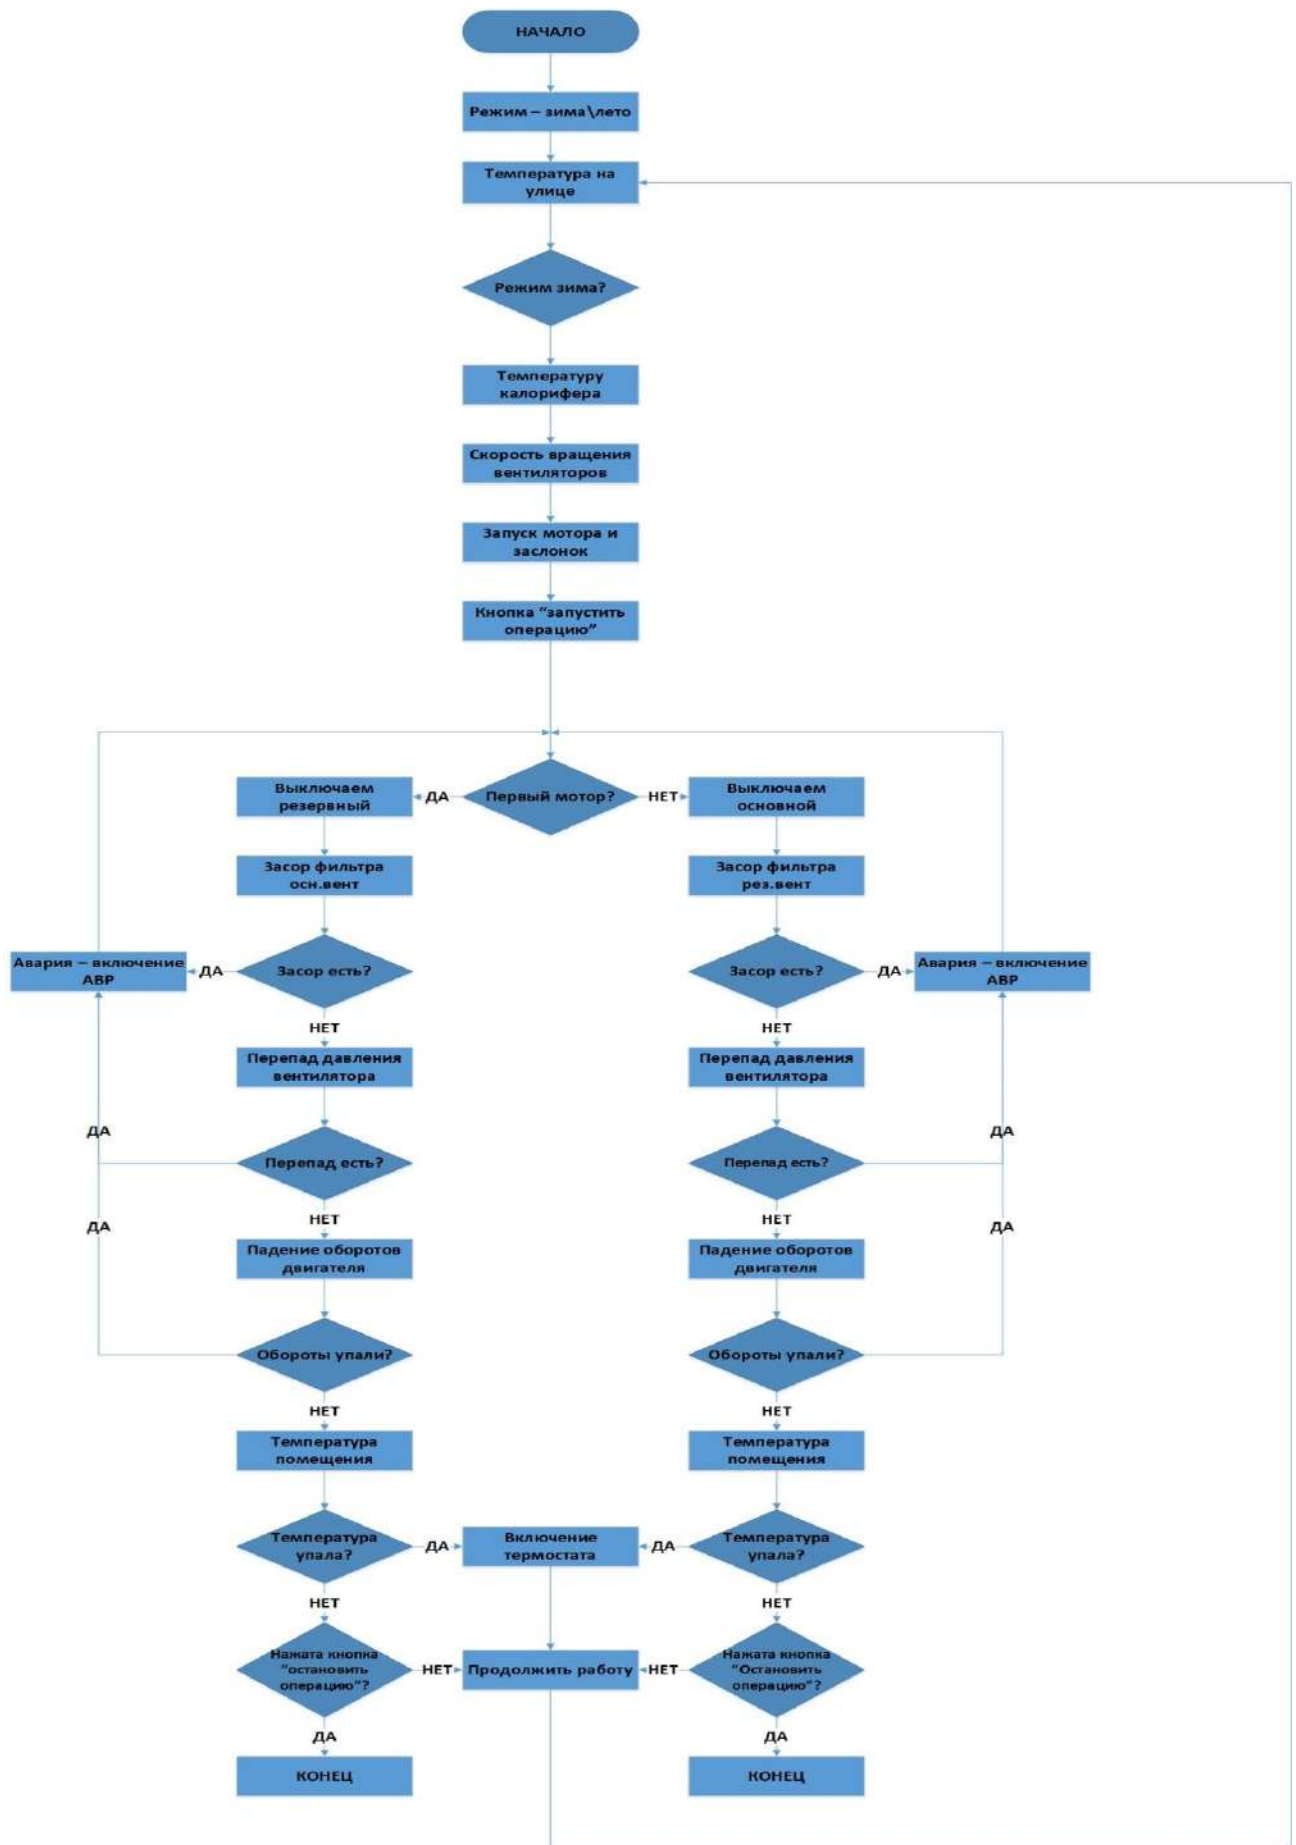 НАЧАЛО
Режим – зима\лето
Температура на
улице
Режим зима?
Температуру
калорифера
Скорость вращения
вентиляторов
Запуск мотора и
заслонок
Кнопка “запустить
операцию”
Выключаем
резервный
ДА
Первый мотор?
НЕТ
Выключаем
основной
Засор фильтра
осн.вент
Засор фильтра
рез.вент
Авария – включение
АВР
ДА
Засор есть?
Засор есть?
ДА
Авария – включение
АВР
НЕТ
НЕТ
Перепад давления
вентилятора
Перепад давления
вентилятора
ДА
ДА
Перепад есть?
Перепад есть?
ДА
НЕТ
НЕТ
ДА
Падение оборотов
двигателя
Падение оборотов
двигателя
Обороты упали?
Обороты упали?
НЕТ
НЕТ
Температура
помещения
Температура
помещения
Температура
упала?
ДА
Включение
термостата
ДА
Температура
упала?
НЕТ
НЕТ
Нажата кнопка
“остановить
операцию”?
НЕТ
Продолжить работу
НЕТ
Нажата кнопка
“Остановить
операцию”?
ДА
ДА
КОНЕЦ
КОНЕЦ